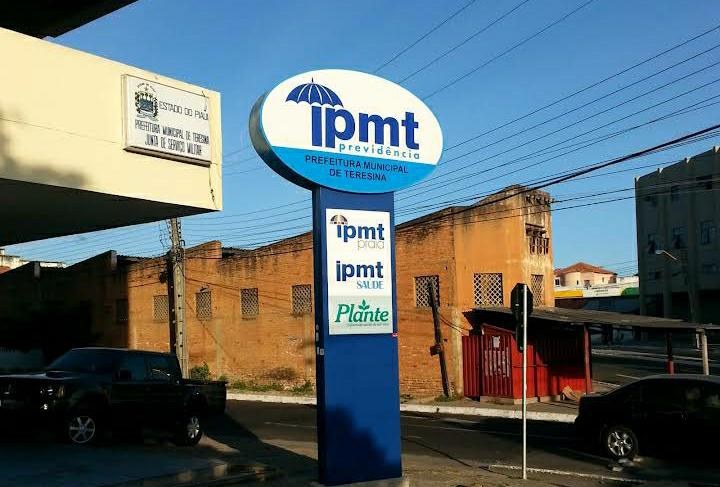 ESTADO DO PIAUÍ
PREFEITURA MUNICIPAL DE TERESINA
JUNTA DE SERVIÇO MILITAR
ipmt
previdência
PREFEITURA MUNICIPAL
DE TERESINA
ipmt
praia
ipmt
SAÚDE
Plante